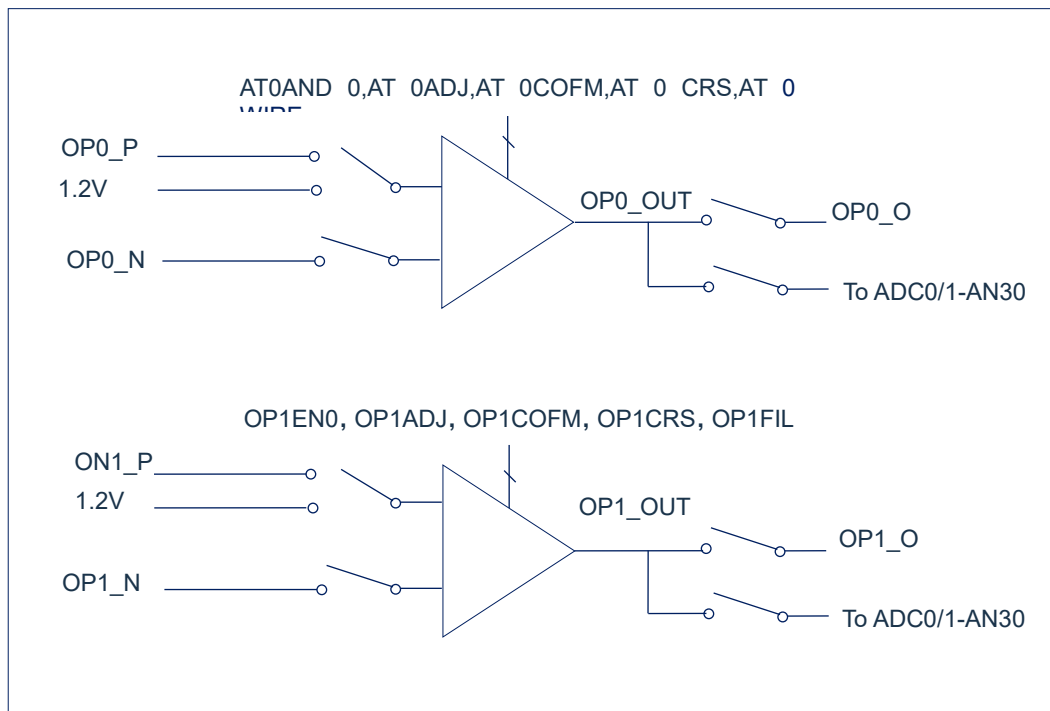 AT0AND 0,AT 0ADJ,AT 0COFM,AT 0 CRS,AT 0
WIRE
OP0_P
1.2V
OP0_OUT
OP0_O
OP0_N
To ADC0/1-AN30
OP1EN0, OP1ADJ, OP1COFM, OP1CRS, OP1FIL
ON1_P
1.2V
OP1_OUT
OP1_O
OP1_N
To ADC0/1-AN30